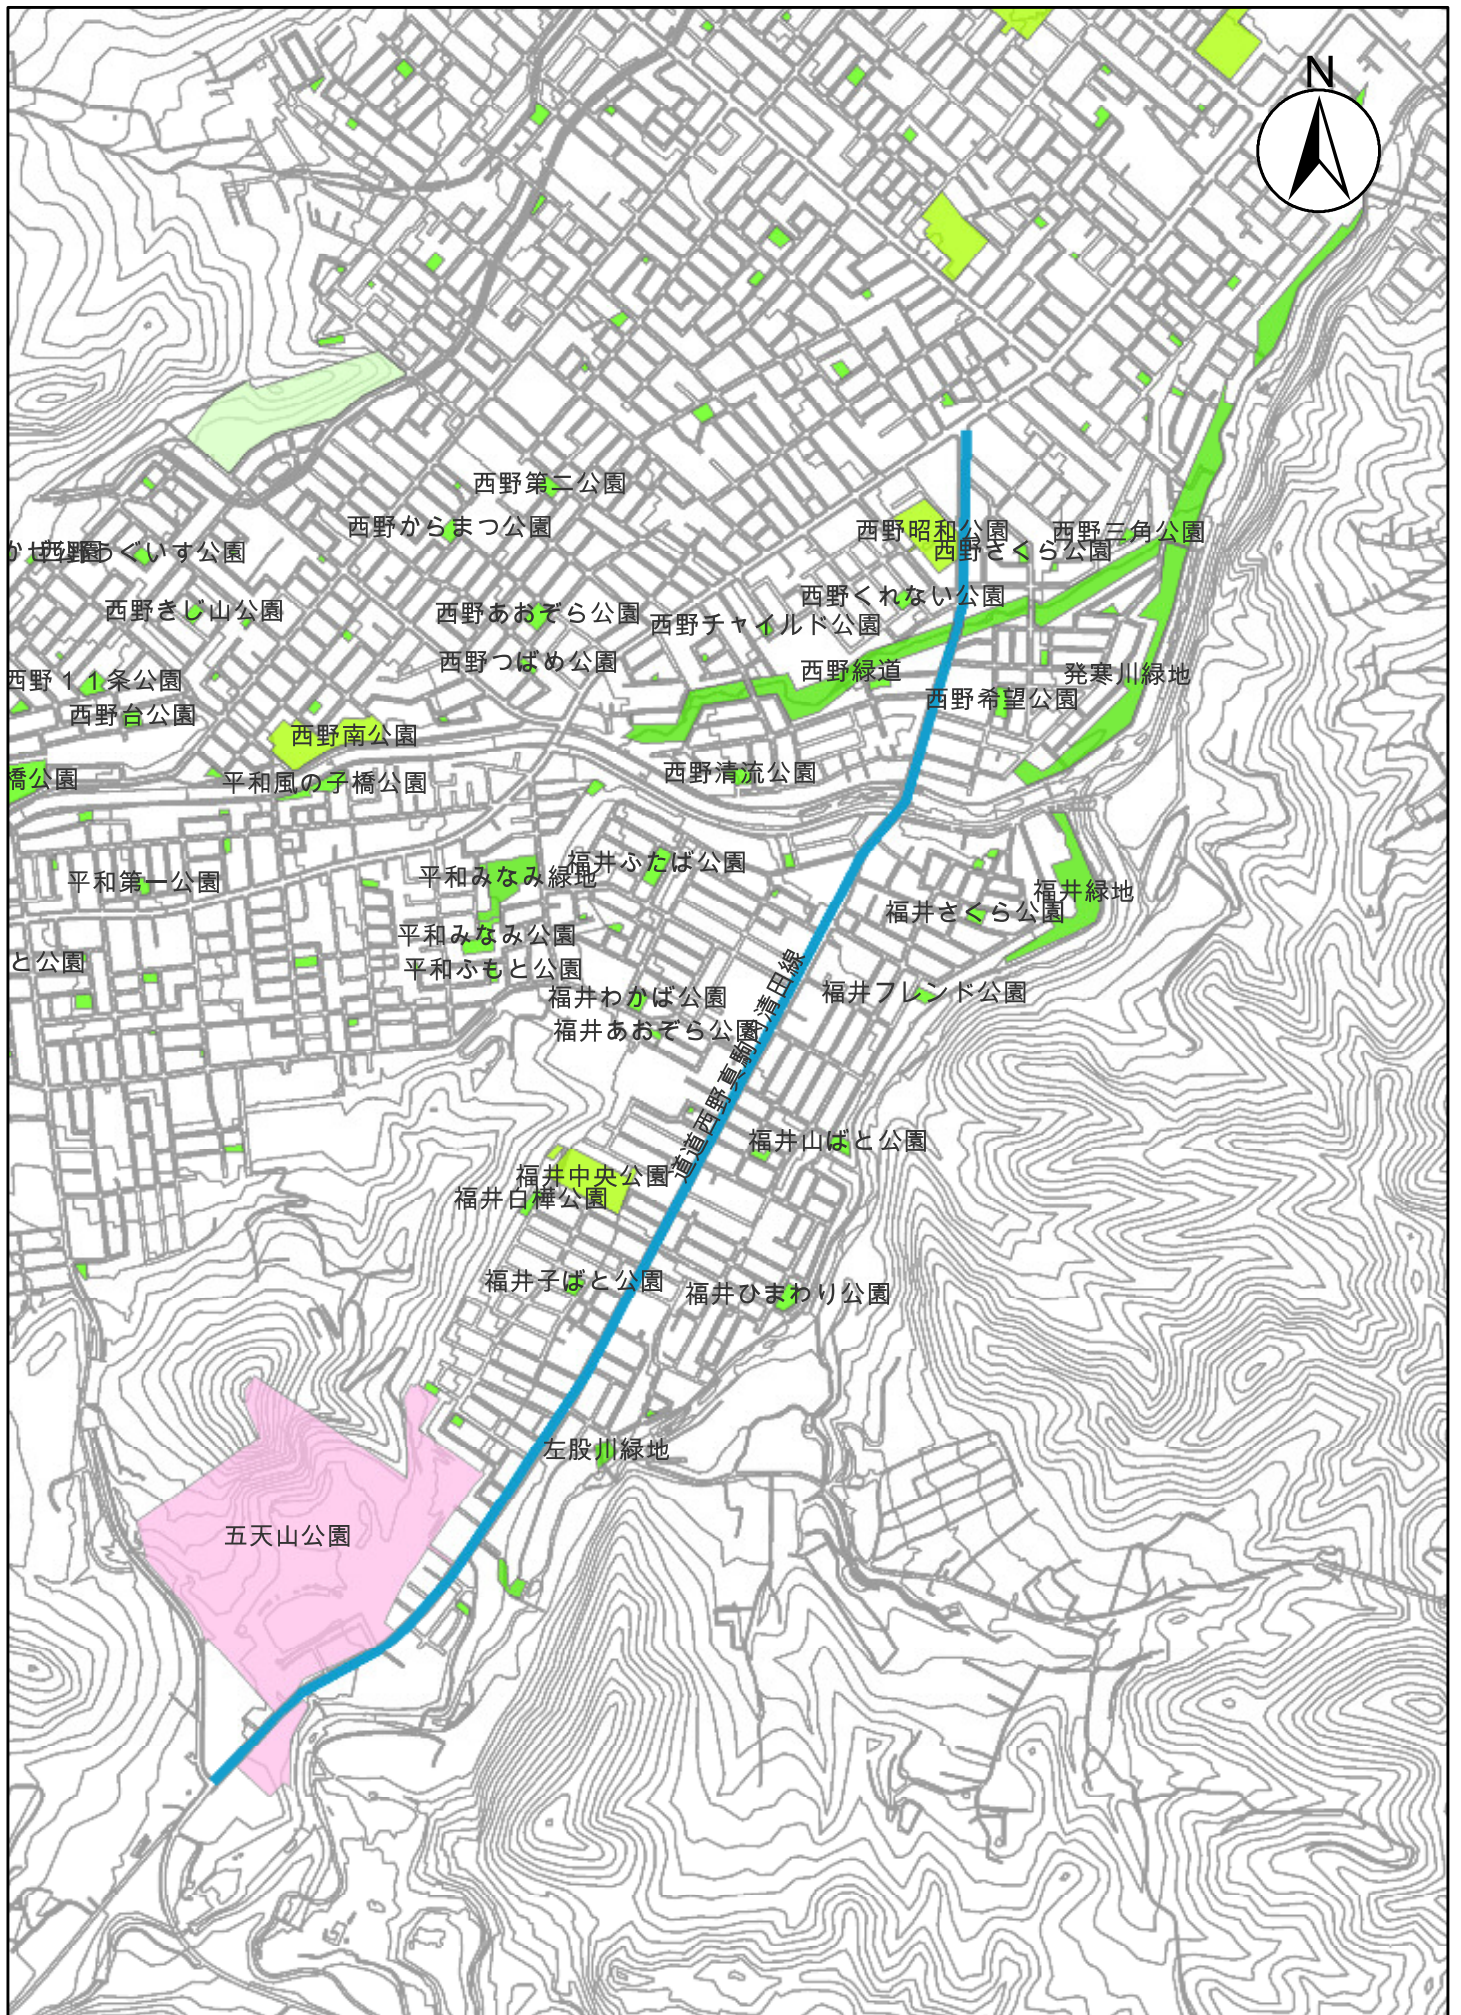 N
西野第二公園
西野からまつ公園
西野昭和公園
西野三角公園
西野さくら公園
西野うぐいす公園
西野くれない公園
西野きじ山公園
西野あおぞら公園
西野チャイルド公園
西野つばめ公園
西野緑道
発寒川緑地
西野１１条公園
西野希望公園
西野台公園
西野南公園
西野清流公園
橋公園
平和風の子橋公園
福井ふたば公園
平和みなみ緑地
平和第一公園
福井緑地
福井さくら公園
平和みなみ公園
と公園
平和ふもと公園
福井わかば公園
福井フレンド公園
福井あおぞら公園
道道西野真駒内清田線
福井山ばと公園
福井中央公園
福井白樺公園
福井子ばと公園
福井ひまわり公園
左股川緑地
五天山公園